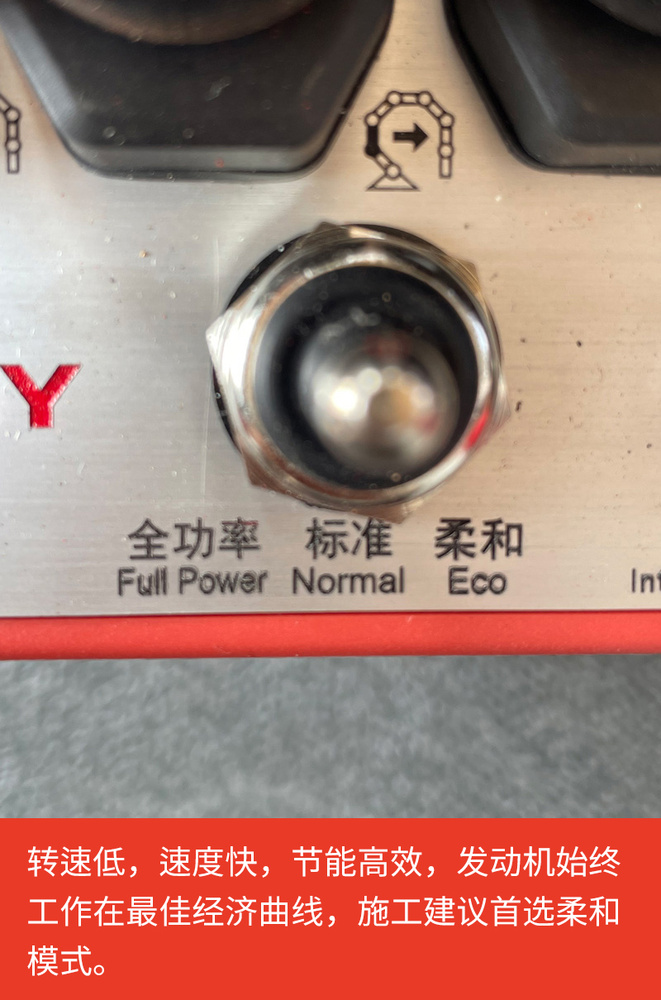 Y
全功率 标准 柔和
Full Power Normal Eco
Int
转速低，速度快，节能高效，发动机始终
工作在最佳经济曲线，施工建议首选柔和
模式。